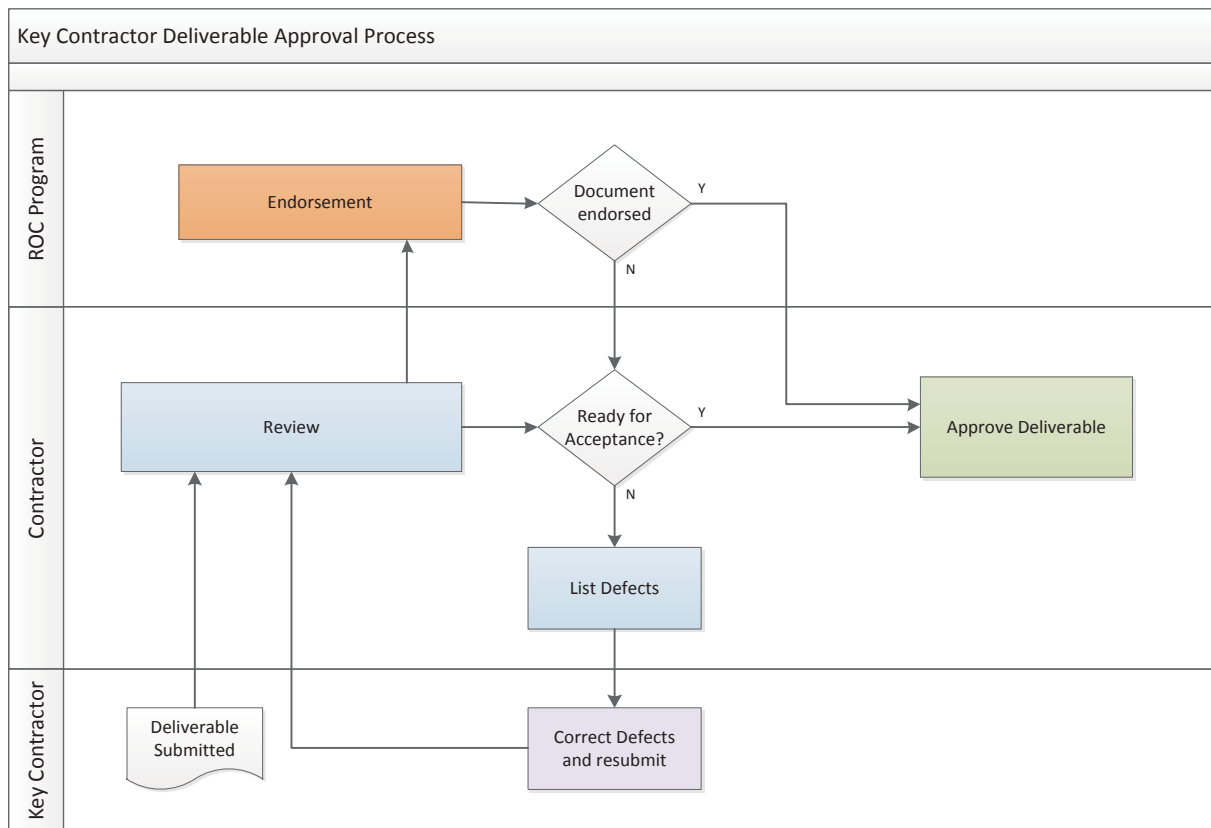 Key Contractor Deliverable Approval Process
ROC Program
Endorsement
Document
endorsed
Y
N
Contractor
Review
Ready for
Acceptance?
Y
N
Approve Deliverable
List Defects
Key Contractor
Deliverable
Submitted
Correct Defects
and resubmit